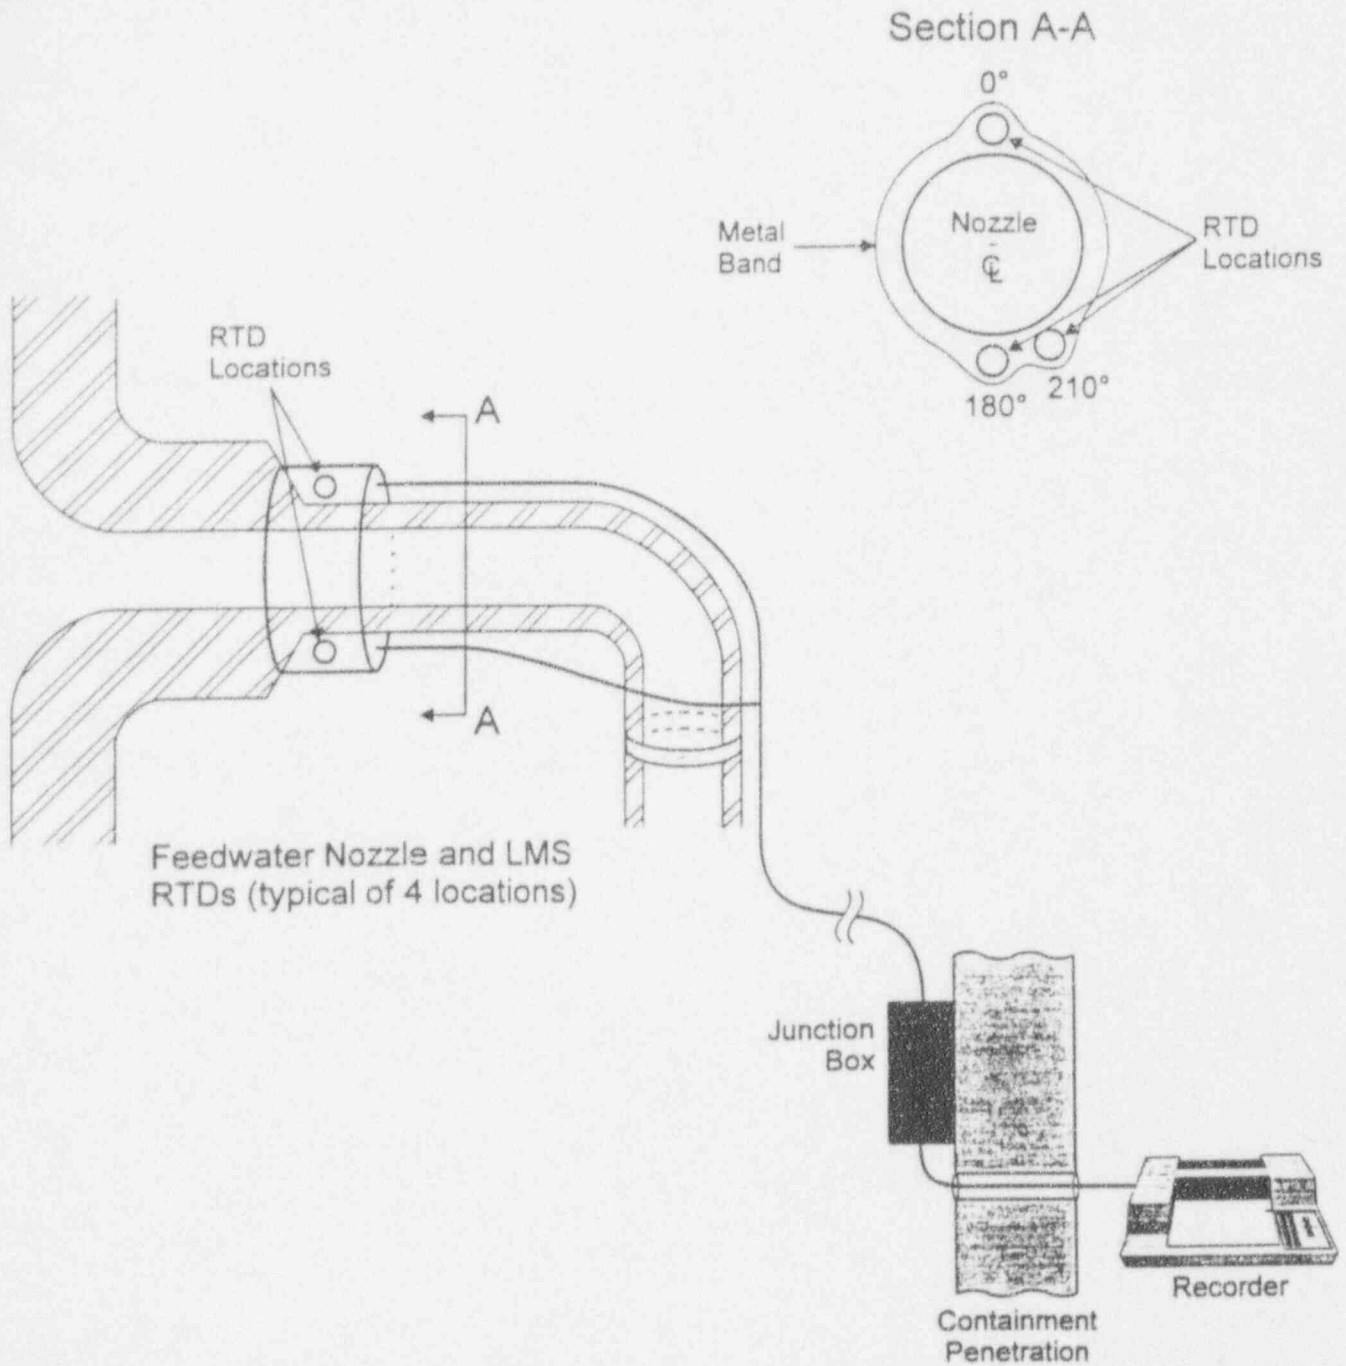 Section A-A
0°
Nozzle
℄
Metal
Band
RTD
Locations
180°
210°
RTD
Locations
A
A
Feedwater Nozzle and LMS
RTDs (typical of 4 locations)
Junction
Box
Recorder
Containment
Penetration